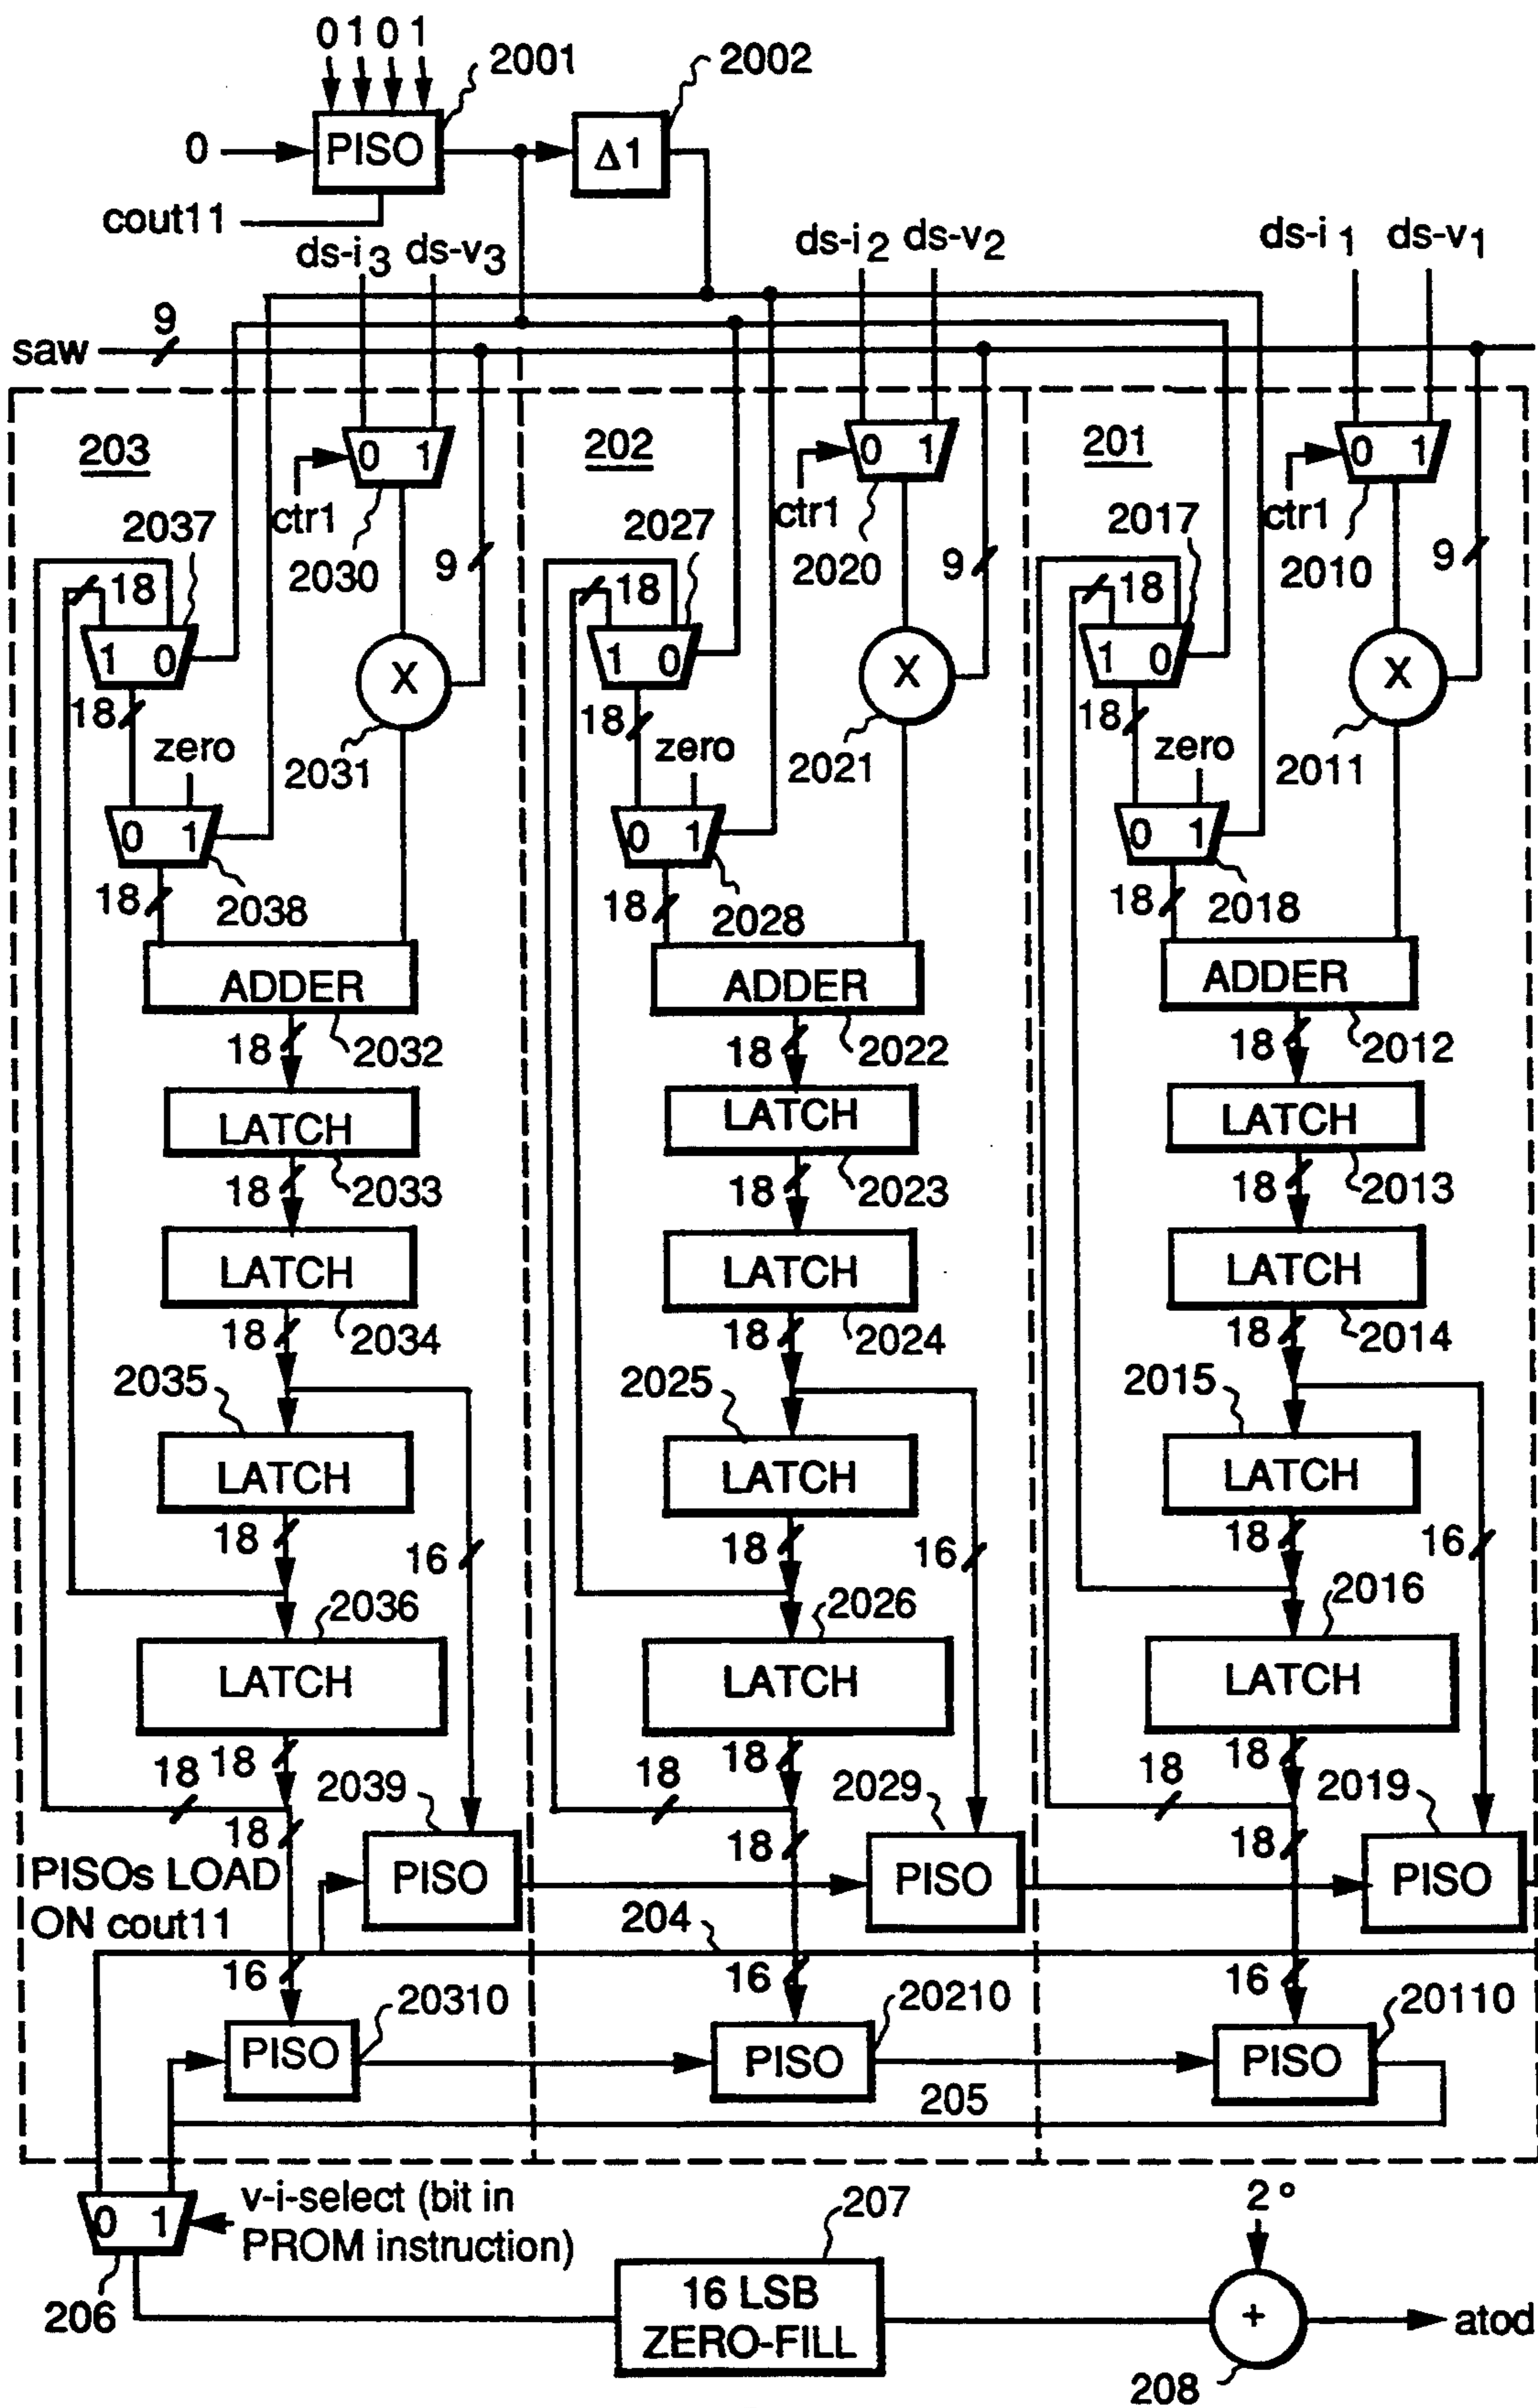 0 1 0 1
2001
2002
0
PISO
Δ1
cout11
ds-i3 ds-v3
ds-i2 ds-v2
ds-i1 ds-v1
saw
9
203
202
201
0 1
0 1
0 1
ctr1
ctr1
ctr1
2037
2027
2017
2030
2020
2010
9
9
9
18
18
18
1 0
1 0
1 0
X
X
X
18
18
18
zero
zero
zero
2031
2021
2011
0 1
0 1
0 1
18
18
18
2038
2028
2018
ADDER
ADDER
ADDER
18
2032
18
2022
18
2012
LATCH
LATCH
LATCH
18
2033
18
2023
18
2013
LATCH
LATCH
LATCH
18
2034
18
2024
18
2014
2035
2025
2015
LATCH
LATCH
LATCH
18
16
18
16
18
16
2036
2026
2016
LATCH
LATCH
LATCH
18
18
18
18
18
18
2039
2029
2019
18
18
18
PISOs LOAD
ON cout11
PISO
PISO
PISO
204
16
16
16
20310
20210
20110
PISO
PISO
PISO
205
0 1
v-i-select (bit in
PROM instruction)
206
207
16 LSB
ZERO-FILL
2°
+
atod
208